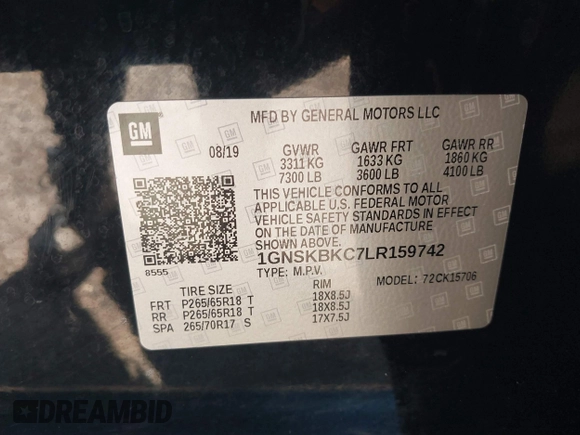 MFD BY GENERAL MOTORS LLC
GM
08/19
GVWR GAWR FRT GAWR RR
3311 KG 1633 KG 1860 KG
7300 LB 3600 LB 4100 LB
THIS VEHICLE CONFORMS TO ALL
APPLICABLE U.S. FEDERAL MOTOR
VEHICLE SAFETY STANDARDS IN EFFECT
ON THE DATE OF MANUFACTURE
SHOWN ABOVE.
1GNSKBKC7LR159742
8555
TYPE: M.P.V. MODEL: 72CK15706
TIRE SIZE RIM
FRT P265/65R18 T 18X8.5J
RR P265/65R18 T 18X8.5J
SPA 265/70R17 S 17X7.5J
DREAMBID